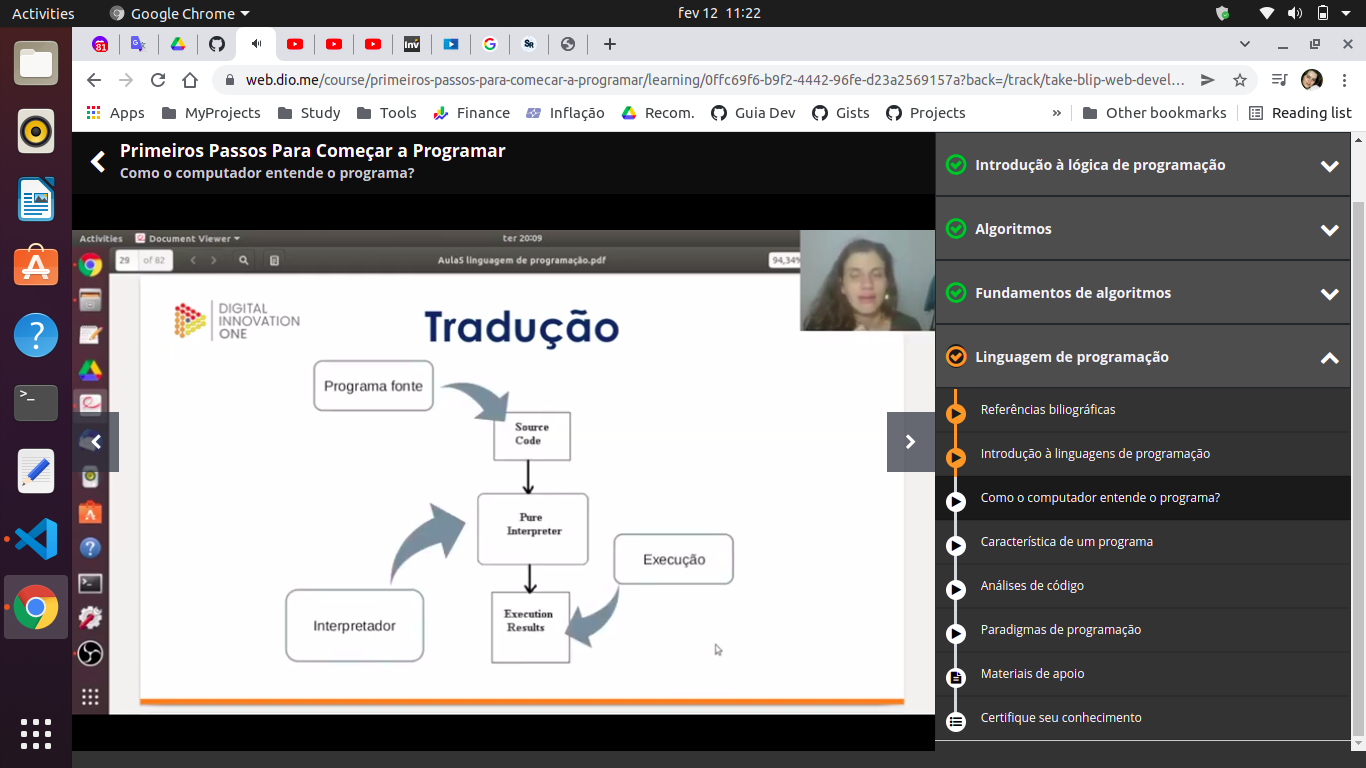 Activities
Google Chrome
fev 12 11:22
81
Inv
SR
web.dio.me/course/primeiros-passos-para-comecar-a-programar/learning/0ffc69f6-b9f2-4442-96fe-d23a2569157a?back=/track/take-blip-web-devel...
Apps
MyProjects
Study
Tools
Finance
Inflação
Recom.
Guia Dev
Gists
Projects
»
Other bookmarks
Reading list
Primeiros Passos Para Começar a Programar
Como o computador entende o programa?
Activities
Document Viewer
ter 20:09
29
of 82
Aula5 linguagem de programação.pdf
94,34%
DIGITAL
INNOVATION
ONE
Tradução
Programa fonte
Source
Code
Pure
Interpreter
Execução
Interpretador
Execution
Results
Introdução à lógica de programação
Algoritmos
Fundamentos de algoritmos
Linguagem de programação
Referências biliográficas
Introdução à linguagens de programação
Como o computador entende o programa?
Característica de um programa
Análises de código
Paradigmas de programação
Materiais de apoio
Certifique seu conhecimento